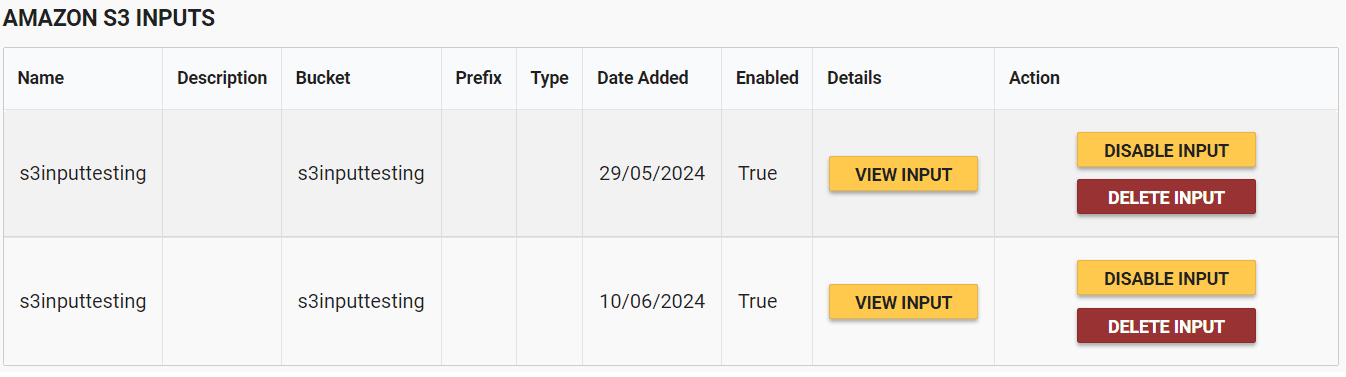 AMAZON S3 INPUTS
Name Description Bucket Prefix Type Date Added Enabled Details Action
s3inputtesting s3inputtesting 29/05/2024 True VIEW INPUT DISABLE INPUT
DELETE INPUT
s3inputtesting s3inputtesting 10/06/2024 True VIEW INPUT DISABLE INPUT
DELETE INPUT